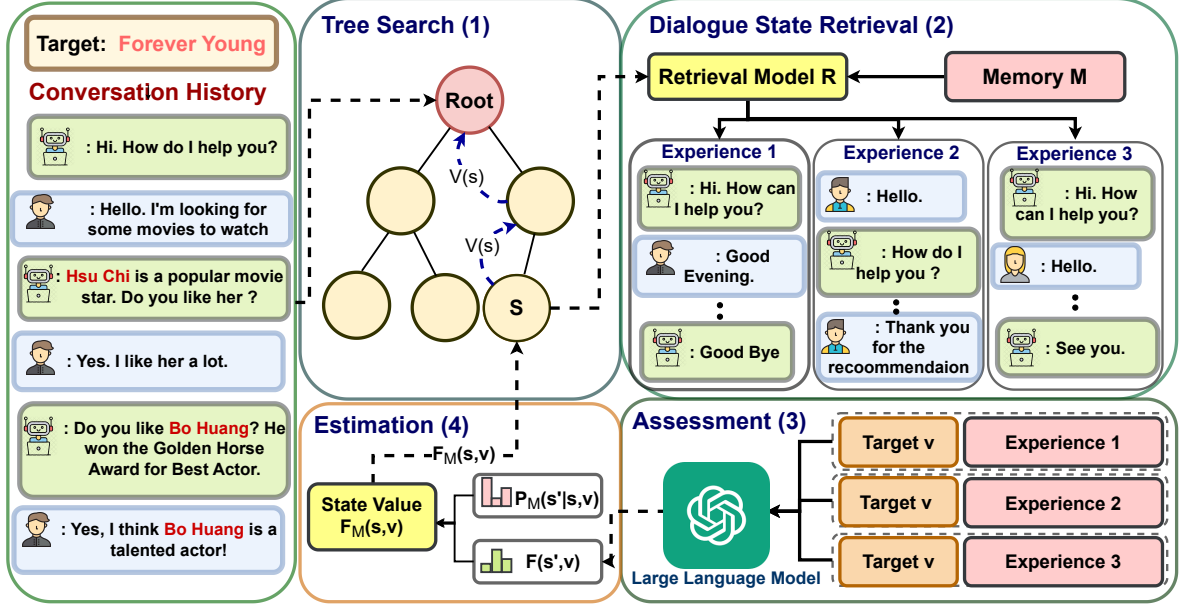 Target: Forever Young
Conversation History
: Hi. How do I help you?
: Hello. I'm looking for
some movies to watch
: Hsu Chi is a popular movie
star. Do you like her ?
: Yes. I like her a lot.
: Do you like Bo Huang? He
won the Golden Horse
Award for Best Actor.
: Yes, I think Bo Huang is a
talented actor!
Tree Search (1)
Root
V(s)
V(s)
S
Dialogue State Retrieval (2)
Retrieval Model R
Memory M
Experience 1
: Hi. How can
I help you?
: Good
Evening.
: Good Bye
Experience 2
: Hello.
: How do I
help you ?
: Thank you
for the
recoommendaion
Experience 3
: Hi. How
can I help you?
: Hello.
: See you.
Assessment (3)
Target v
Experience 1
Target v
Experience 2
Target v
Experience 3
Large Language Model
Estimation (4)
F_M(s,v)
State Value
F_M(s,v)
P_M(s'|s,v)
F(s',v)